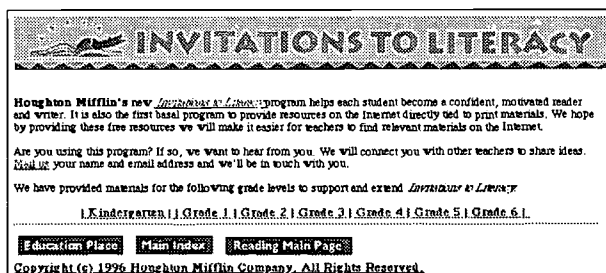 INVITATIONS TO LITERACY
Houghton Mifflin's new Invitations to Literacy program helps each student become a confident, motivated reader
and writer. It is also the first basal program to provide resources on the Internet directly tied to print materials. We hope
by providing these free resources we will make it easier for teachers to find relevant materials on the Internet.
Are you using this program? If so, we want to hear from you. We will connect you with other teachers to share ideas.
Mail us your name and email address and we'll be in touch with you.
We have provided materials for the following grade levels to support and extend Invitations to Literacy
| Kindergarten | | Grade 1 | Grade 2 | Grade 3 | Grade 4 | Grade 5 | Grade 6 |
Education Place Main Index Reading Main Page
Copyright (c) 1996 Houghton Mifflin Company. All Rights Reserved.